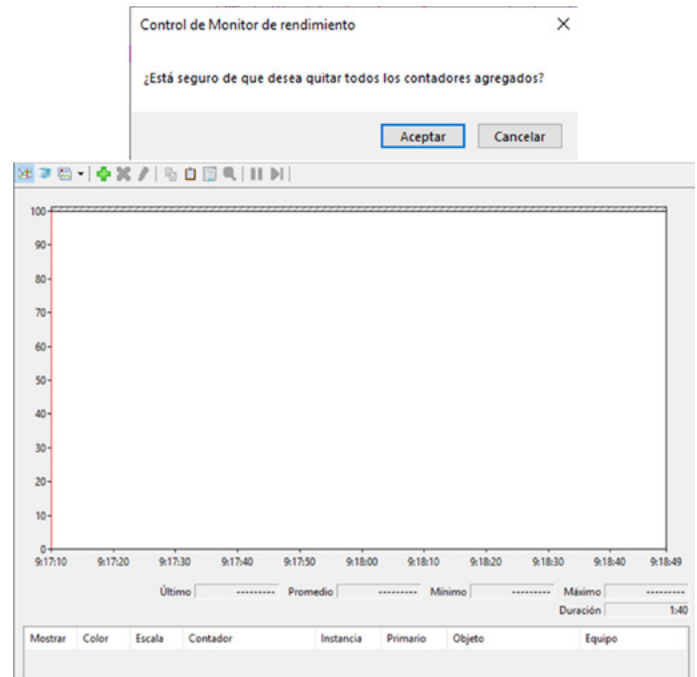 Control de Monitor de rendimiento
¿Está seguro de que desea quitar todos los contadores agregados?
Aceptar Cancelar
100
90
80
70
60
50
40
30
20
10
0
9:17:10 9:17:20 9:17:30 9:17:40 9:17:50 9:18:00 9:18:10 9:18:20 9:18:30 9:18:40 9:18:49
Último --------- Promedio --------- Mínimo --------- Máximo ---------
Duración 1:40
Mostrar Color Escala Contador Instancia Primario Objeto Equipo